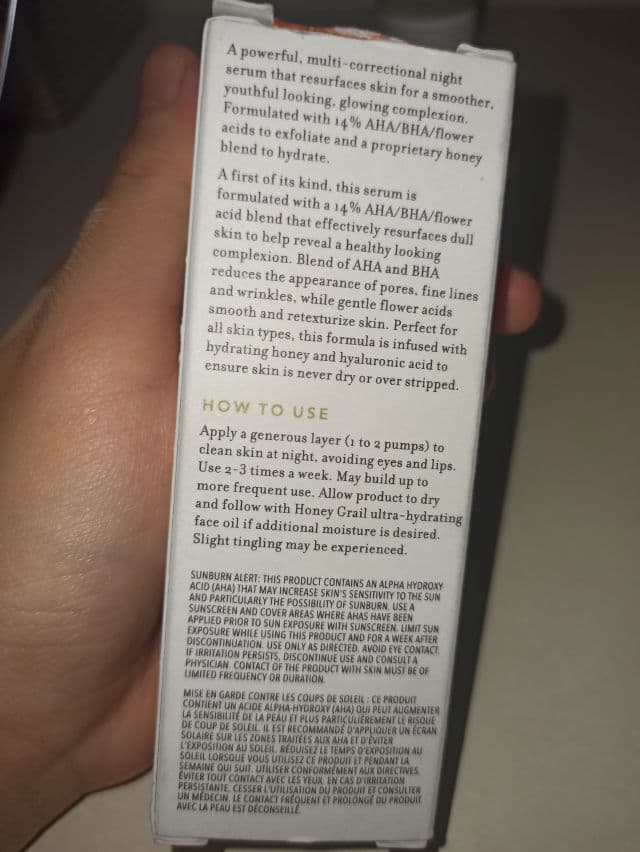 A powerful, multi-correctional night
serum that resurfaces skin for a smoother,
youthful looking, glowing complexion.
Formulated with 14% AHA/BHA/flower
acids to exfoliate and a proprietary honey
blend to hydrate.
A first of its kind, this serum is
formulated with a 14% AHA/BHA/flower
acid blend that effectively resurfaces dull
skin to help reveal a healthy looking
complexion. Blend of AHA and BHA
reduces the appearance of pores, fine lines
and wrinkles, while gentle flower acids
smooth and retexturize skin. Perfect for
all skin types, this formula is infused with
hydrating honey and hyaluronic acid to
ensure skin is never dry or over stripped.
HOW TO USE
Apply a generous layer (1 to 2 pumps) to
clean skin at night, avoiding eyes and lips.
Use 2-3 times a week. May build up to
more frequent use. Allow product to dry
and follow with Honey Grail ultra-hydrating
face oil if additional moisture is desired.
Slight tingling may be experienced.
SUNBURN ALERT: THIS PRODUCT CONTAINS AN ALPHA HYDROXY
ACID (AHA) THAT MAY INCREASE SKIN'S SENSITIVITY TO THE SUN
AND PARTICULARLY THE POSSIBILITY OF SUNBURN. USE A
SUNSCREEN AND COVER AREAS WHERE AHAS HAVE BEEN
APPLIED PRIOR TO SUN EXPOSURE WITH SUNSCREEN. LIMIT SUN
EXPOSURE WHILE USING THIS PRODUCT AND FOR A WEEK AFTER
DISCONTINUATION. USE ONLY AS DIRECTED. AVOID EYE CONTACT.
IF IRRITATION PERSISTS, DISCONTINUE USE AND CONSULT A
PHYSICIAN. CONTACT OF THE PRODUCT WITH SKIN MUST BE OF
LIMITED FREQUENCY OR DURATION.
MISE EN GARDE CONTRE LES COUPS DE SOLEIL : CE PRODUIT
CONTIENT UN ACIDE ALPHA-HYDROXY (AHA) QUI PEUT AUGMENTER
LA SENSIBILITÉ DE LA PEAU ET PLUS PARTICULIÈREMENT LE RISQUE
DE COUP DE SOLEIL. IL EST RECOMMANDÉ D'APPLIQUER UN ÉCRAN
SOLAIRE SUR LES ZONES TRAITÉES AUX AHA ET D'ÉVITER
L'EXPOSITION AU SOLEIL. RÉDUISEZ LE TEMPS D'EXPOSITION AU
SOLEIL LORSQUE VOUS UTILISEZ CE PRODUIT ET PENDANT LA
SEMAINE QUI SUIT. UTILISER CONFORMÉMENT AUX DIRECTIVES.
ÉVITER TOUT CONTACT AVEC LES YEUX. EN CAS D'IRRITATION
PERSISTANTE, CESSER L'UTILISATION DU PRODUIT ET CONSULTER
UN MÉDECIN. LE CONTACT FRÉQUENT ET PROLONGÉ DU PRODUIT
AVEC LA PEAU EST DÉCONSEILLÉ.